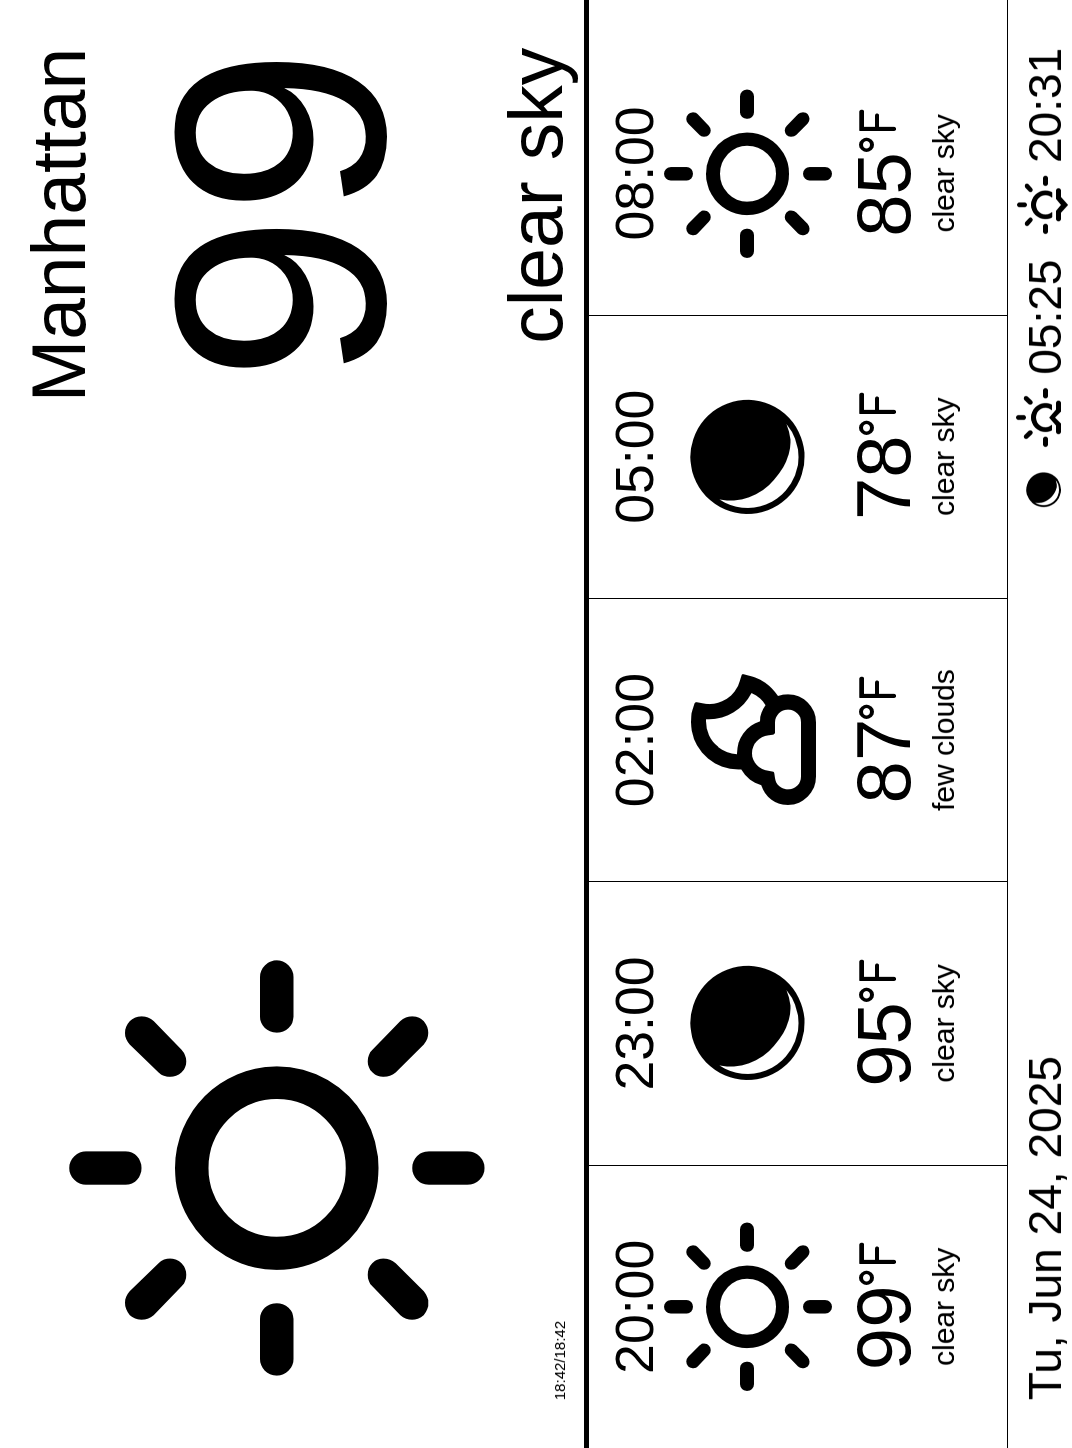 Manhattan
99
clear sky
18:42/18:42
20:00
99°F
clear sky
23:00
95°F
clear sky
02:00
87°F
few clouds
05:00
78°F
clear sky
08:00
85°F
clear sky
Tu, Jun 24, 2025
05:25
20:31